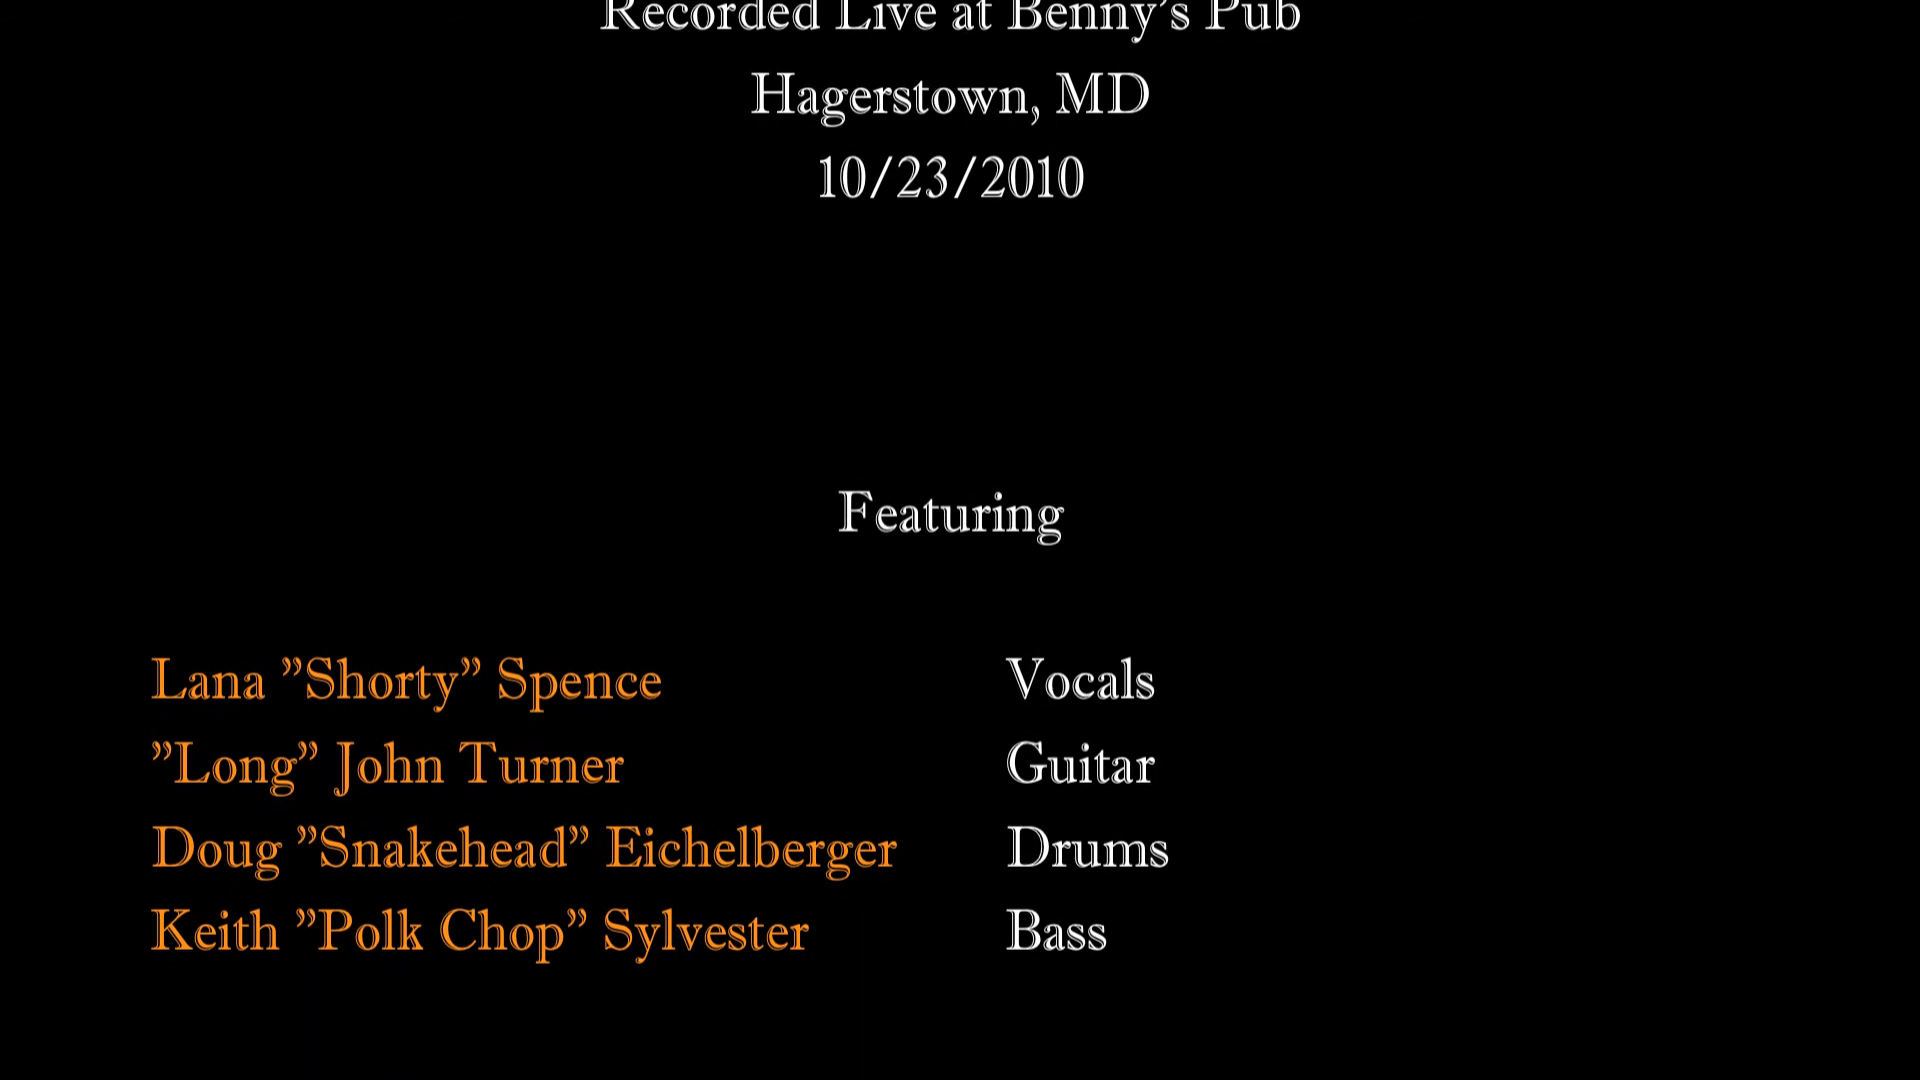 Recorded Live at Benny's Pub
Hagerstown, MD
10/23/2010
Featuring
Lana ”Shorty” Spence Vocals
”Long” John Turner Guitar
Doug ”Snakehead” Eichelberger Drums
Keith ”Polk Chop” Sylvester Bass